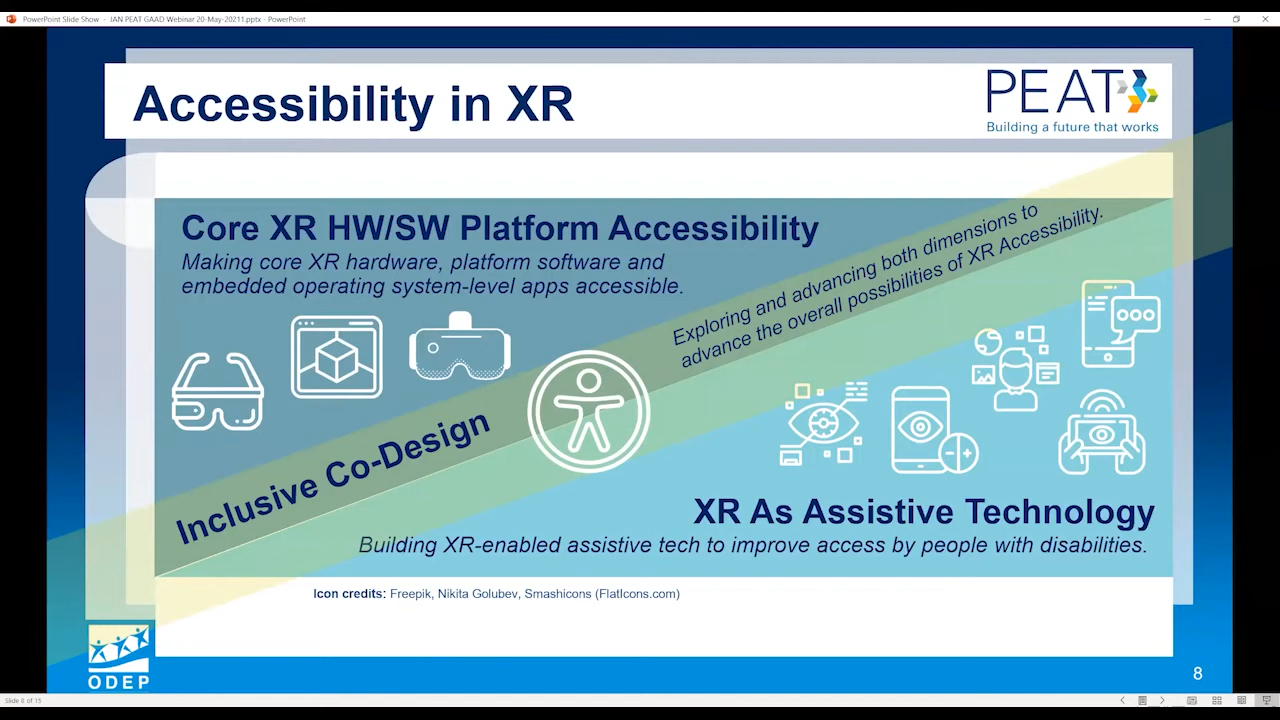 PowerPoint Slide Show - JAN PEAT GAAD Webinar 20-May-20211.pptx - PowerPoint
Accessibility in XR
PEAT
Building a future that works
Core XR HW/SW Platform Accessibility
Making core XR hardware, platform software and
embedded operating system-level apps accessible.
Exploring and advancing both dimensions to
advance the overall possibilities of XR Accessibility.
Inclusive Co-Design
XR As Assistive Technology
Building XR-enabled assistive tech to improve access by people with disabilities.
Icon credits: Freepik, Nikita Golubev, Smashicons (FlatIcons.com)
ODEP
8
Slide 8 of 15